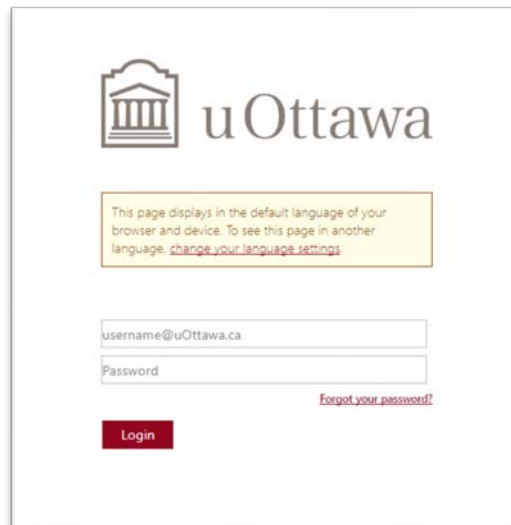 uOttawa
This page displays in the default language of your
browser and device. To see this page in another
language, change your language settings.
username@uOttawa.ca
Password
Forgot your password?
Login